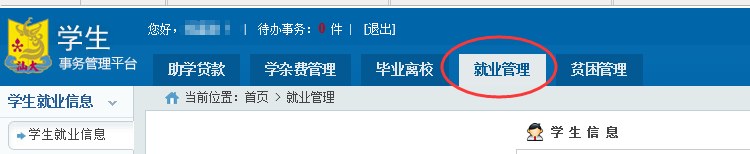 汕大
学生
事务管理平台
您好， | 待办事务：0 件 | [退出]
助学贷款 学杂费管理 毕业离校 就业管理 贫困管理
学生就业信息
当前位置：首页 > 就业管理
学生就业信息
学生信息